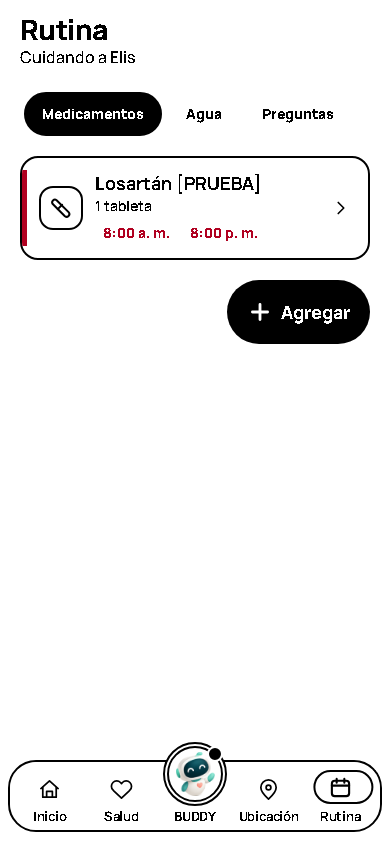 Rutina
Cuidando a Elis
Medicamentos Agua Preguntas
Losartán [PRUEBA]
1 tableta
8:00 a. m. 8:00 p. m.
Agregar
Inicio Salud BUDDY Ubicación Rutina